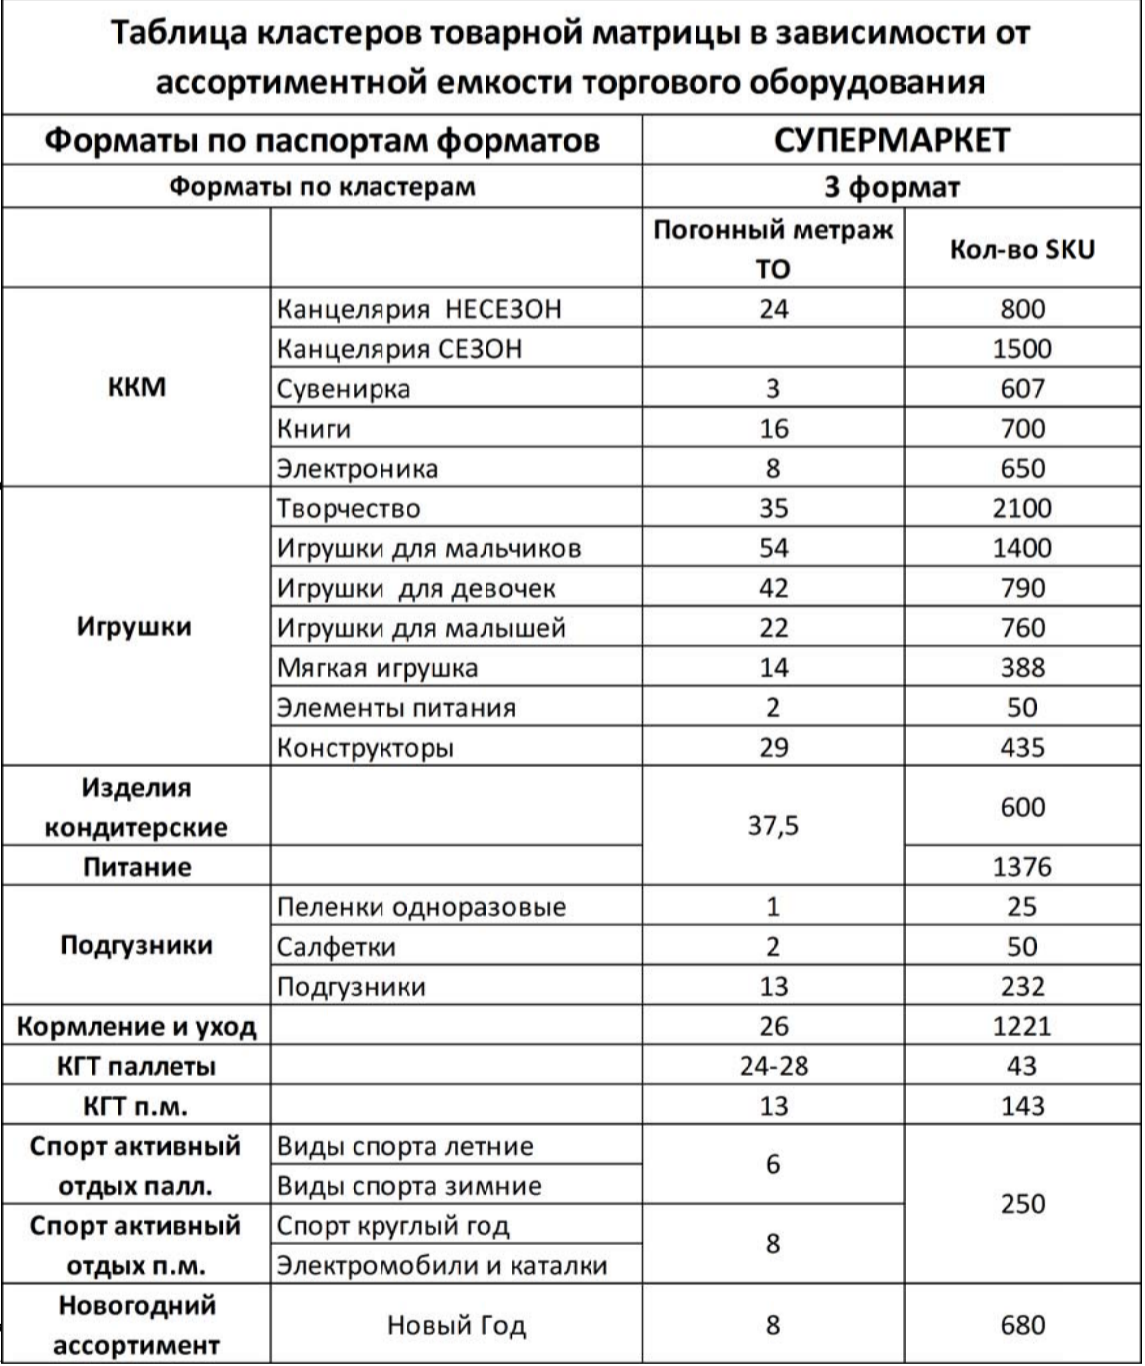 Таблица кластеров товарной матрицы в зависимости от
ассортиментной емкости торгового оборудования
Форматы по паспортам форматов СУПЕРМАРКЕТ
Форматы по кластерам 3 формат
Погонный метраж
ТО
Кол-во SKU
ККМ
Канцелярия НЕСЕЗОН 24 800
Канцелярия СЕЗОН 1500
Сувенирка 3 607
Книги 16 700
Электроника 8 650
Игрушки
Творчество 35 2100
Игрушки для мальчиков 54 1400
Игрушки для девочек 42 790
Игрушки для малышей 22 760
Мягкая игрушка 14 388
Элементы питания 2 50
Конструкторы 29 435
Изделия
кондитерские
37,5
600
Питание 1376
Подгузники
Пеленки одноразовые 1 25
Салфетки 2 50
Подгузники 13 232
Кормление и уход 26 1221
КГТ паллеты 24-28 43
КГТ п.м. 13 143
Спорт активный
отдых палл.
Виды спорта летние
Виды спорта зимние
6
250
Спорт активный
отдых п.м.
Спорт круглый год
Электромобили и каталки
8
Новогодний
ассортимент
Новый Год 8 680